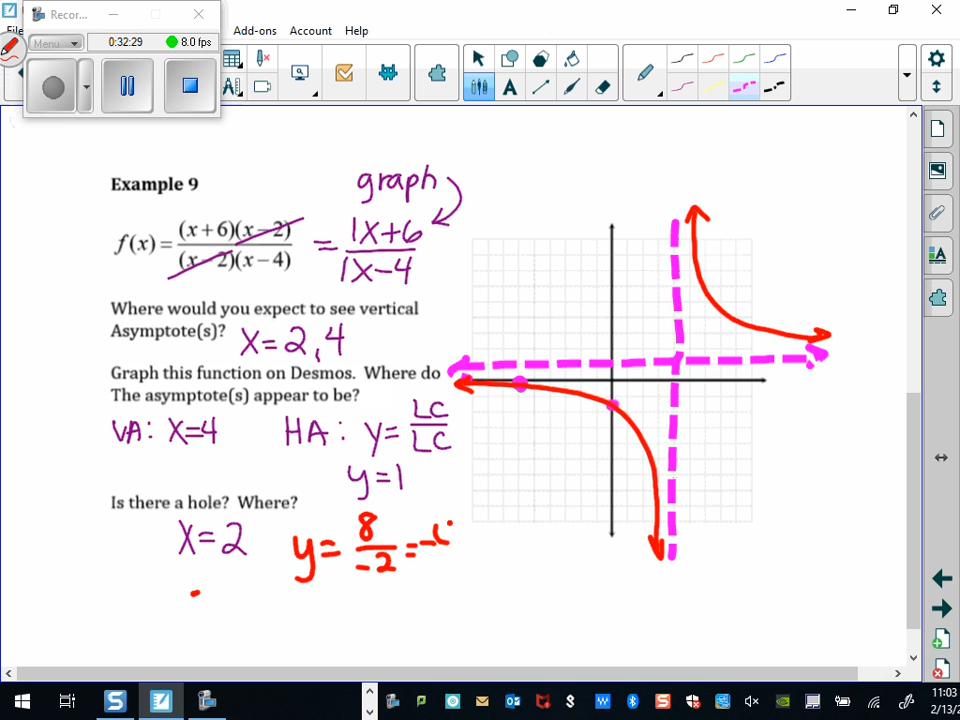 Recor...
Menu
0:32:29
8.0 fps
Add-ons Account Help
Example 9
graph
f(x) = (x+6)(x-2) / (x-2)(x-4) = 1x+6 / 1x-4
Where would you expect to see vertical
Asymptote(s)? x=2,4
Graph this function on Desmos. Where do
The asymptote(s) appear to be?
VA: x=4 HA: y= LC / LC
y=1
Is there a hole? Where?
x=2 y= 8 / -2 =
11:03